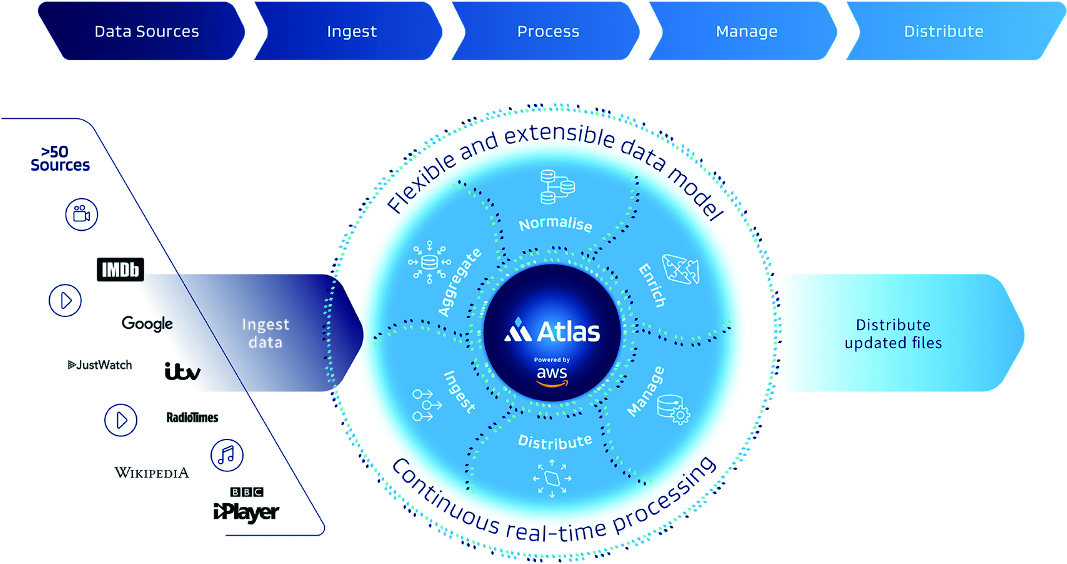 Data Sources
Ingest
Process
Manage
Distribute
>50
Sources
IMDb
Google
JustWatch
itv
RadioTimes
WIKIPEDIA
BBC
iPlayer
Ingest
data
Flexible and extensible data model
Normalise
Aggregate
Enrich
Ingest
Manage
Distribute
Atlas
Powered by
aws
Continuous real-time processing
Distribute
updated files